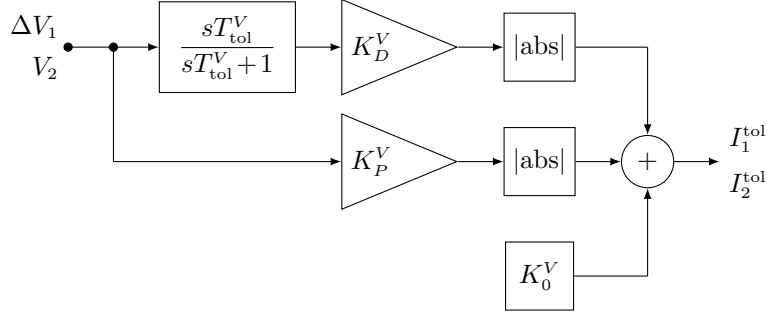 ΔV₁
V₂
sT^V_tol
sT^V_tol + 1
K^V_D
|abs|
K^V_P
|abs|
+
I^tol_1
I^tol_2
K^V_0